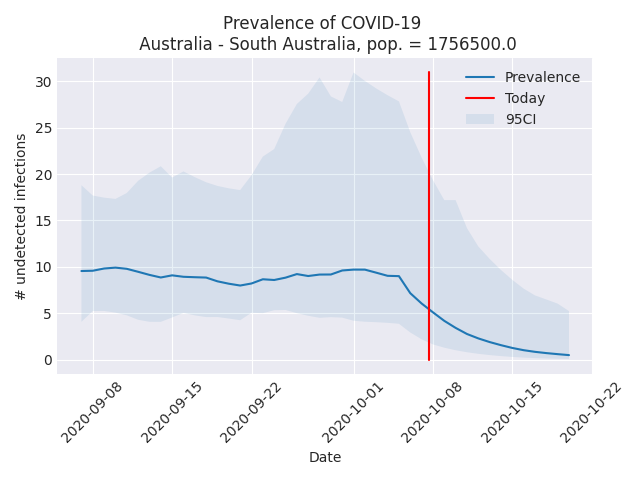 Prevalence of COVID-19
Australia - South Australia, pop. = 1756500.0
Prevalence
Today
95CI
# undetected infections
30
25
20
15
10
5
0
2020-09-08
2020-09-15
2020-09-22
2020-10-01
2020-10-08
2020-10-15
2020-10-22
Date